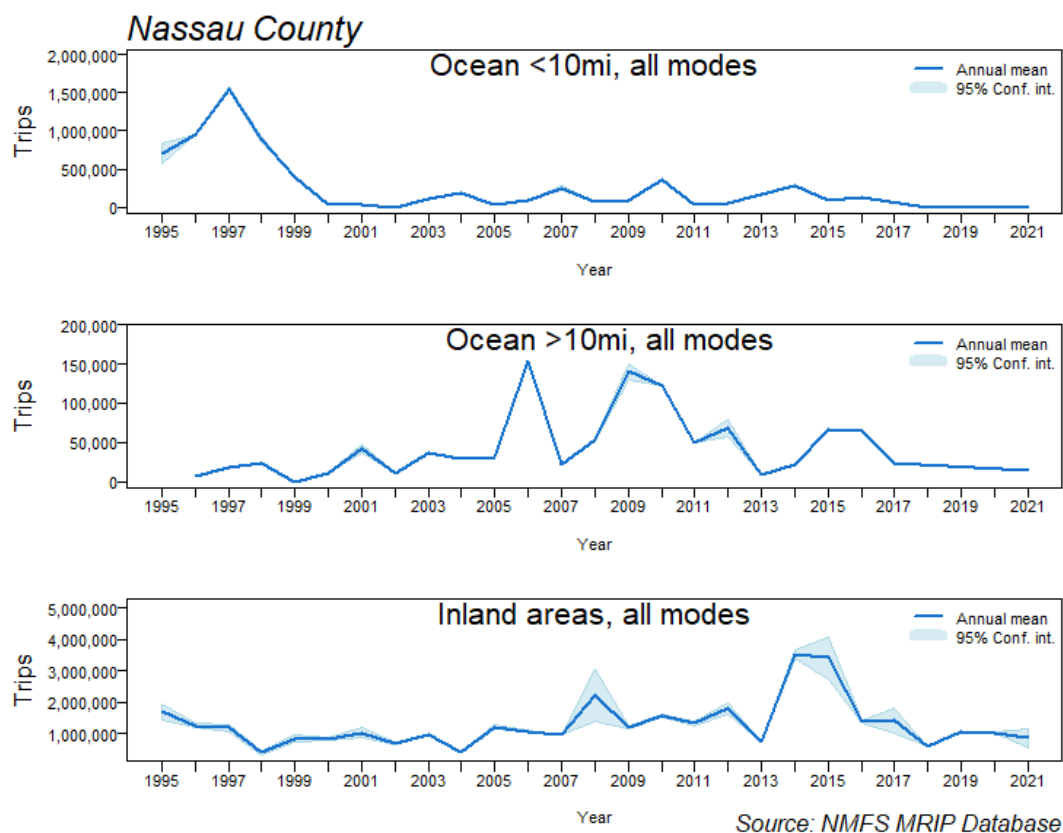 Nassau County
Ocean <10mi, all modes
Annual mean
95% Conf. int.
Trips
2,000,000
1,500,000
1,000,000
500,000
0
1995 1997 1999 2001 2003 2005 2007 2009 2011 2013 2015 2017 2019 2021
Year
Ocean >10mi, all modes
Annual mean
95% Conf. int.
Trips
200,000
150,000
100,000
50,000
0
1995 1997 1999 2001 2003 2005 2007 2009 2011 2013 2015 2017 2019 2021
Year
Inland areas, all modes
Annual mean
95% Conf. int.
Trips
5,000,000
4,000,000
3,000,000
2,000,000
1,000,000
1995 1997 1999 2001 2003 2005 2007 2009 2011 2013 2015 2017 2019 2021
Year
Source: NMFS MRIP Database